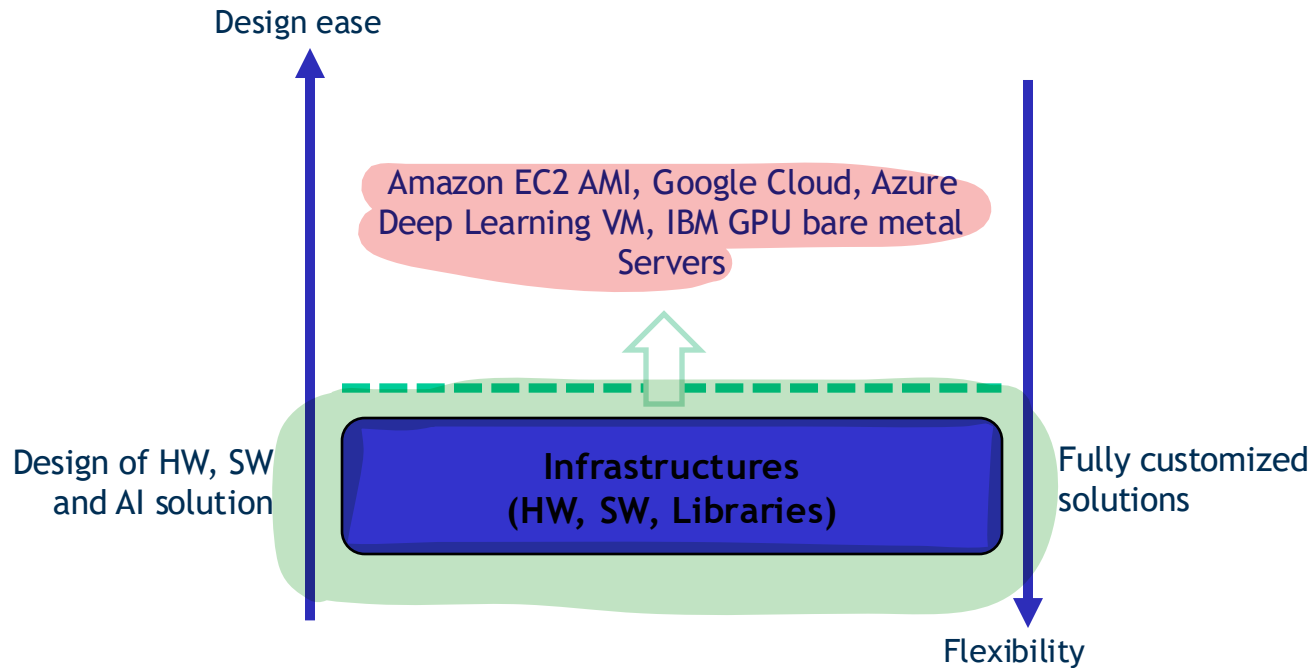 Design ease
Amazon EC2 AMI, Google Cloud, Azure
Deep Learning VM, IBM GPU bare metal
Servers
Design of HW, SW
and AI solution
Infrastructures
(HW, SW, Libraries)
Fully customized
solutions
Flexibility